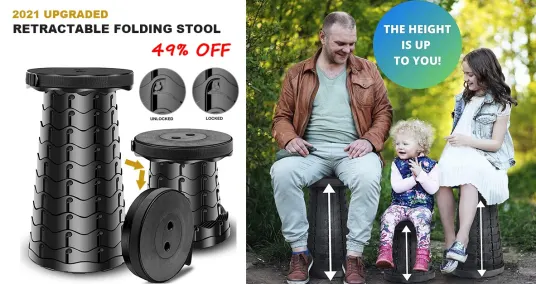 2021 UPGRADED
RETRACTABLE FOLDING STOOL
49% OFF
UNLOCKED
LOCKED
THE HEIGHT
IS UP
TO YOU!